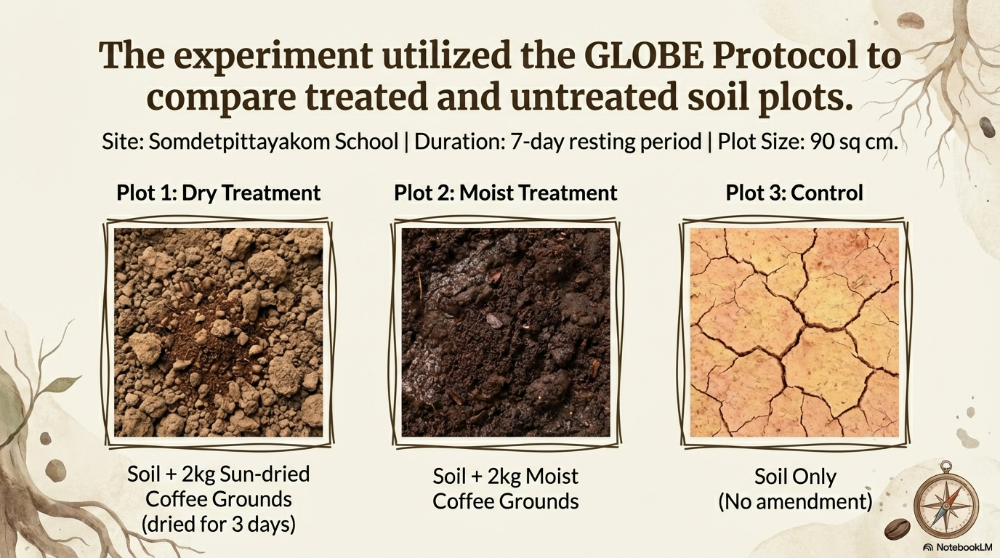 The experiment utilized the GLOBE Protocol to
compare treated and untreated soil plots.
Site: Somdetpittayakom School | Duration: 7-day resting period | Plot Size: 90 sq cm.
Plot 1: Dry Treatment
Plot 2: Moist Treatment
Plot 3: Control
Soil + 2kg Sun-dried
Coffee Grounds
(dried for 3 days)
Soil + 2kg Moist
Coffee Grounds
Soil Only
(No amendment)
NotebookLM